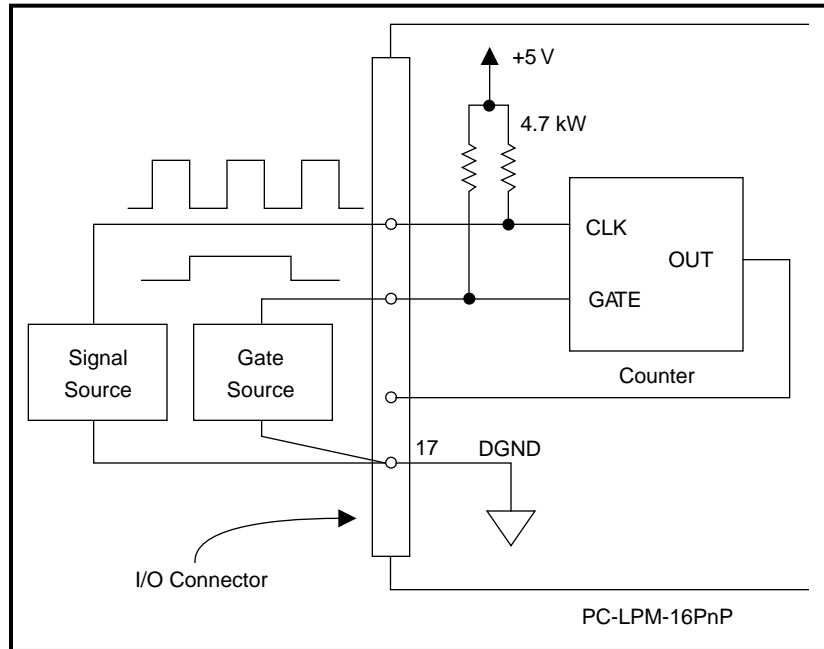 +5 V
4.7 kW
CLK
OUT
GATE
Signal
Source
Gate
Source
Counter
17
DGND
I/O Connector
PC-LPM-16PnP